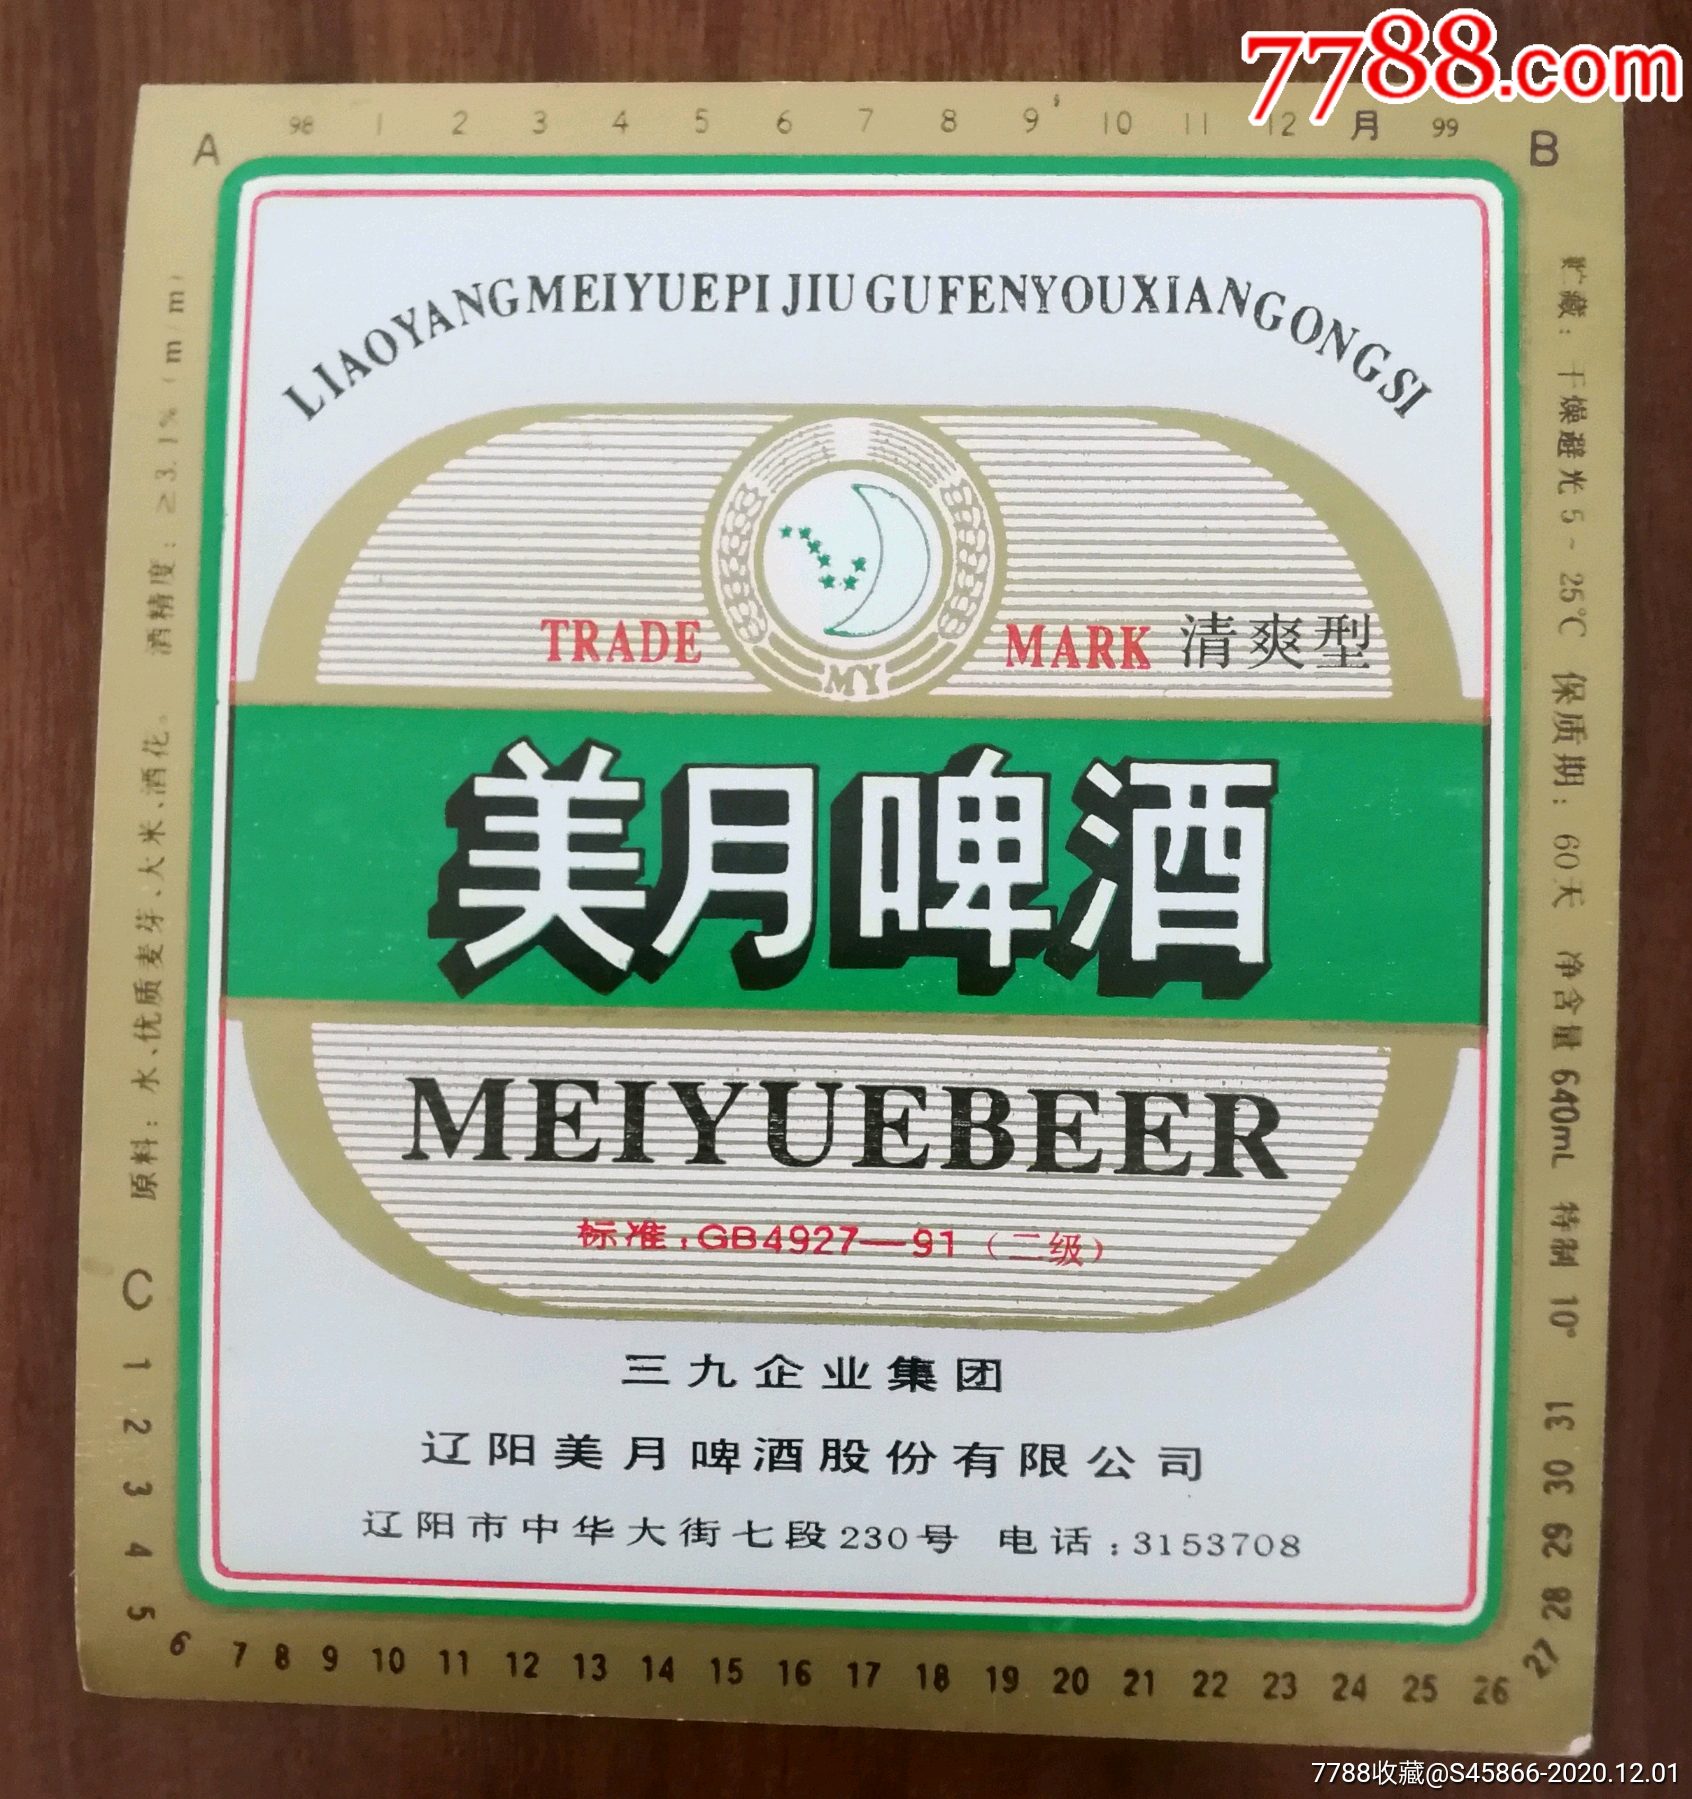 7788.com
A 98 1 2 3 4 5 6 7 8 9 10 11 12 月 99 B
LIAOYANGMEIYUEPIJIUGUFENYOUXIANGONGSI
TRADE MARK 清爽型
MY
美月啤酒
MEIYUEBEER
标准:GB4927—91(二级)
三九企业集团
辽阳美月啤酒股份有限公司
辽阳市中华大街七段230号 电话:3153708
原料:水、优质麦芽、大米、酒花。 酒精度:≥3.1%(m/m)
贮藏:干燥避光5~25℃ 保质期:60天 净含量640mL 特制 10°
C 1 2 3 4 5 6 7 8 9 10 11 12 13 14 15 16 17 18 19 20 21 22 23 24 25 26 27 28 29 30 31
7788收藏@S45866-2020.12.01